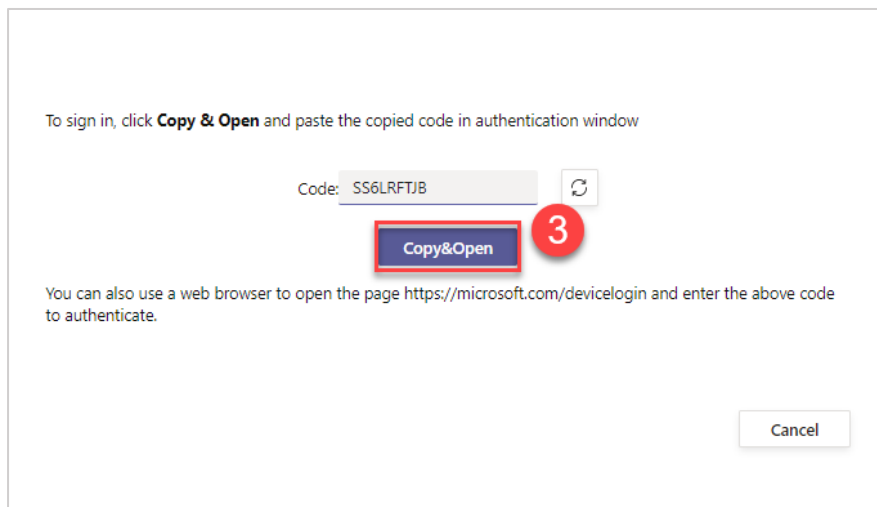 To sign in, click Copy & Open and paste the copied code in authentication window
Code: SS6LRFTJB
3
Copy&Open
You can also use a web browser to open the page https://microsoft.com/devicelogin and enter the above code
to authenticate.
Cancel